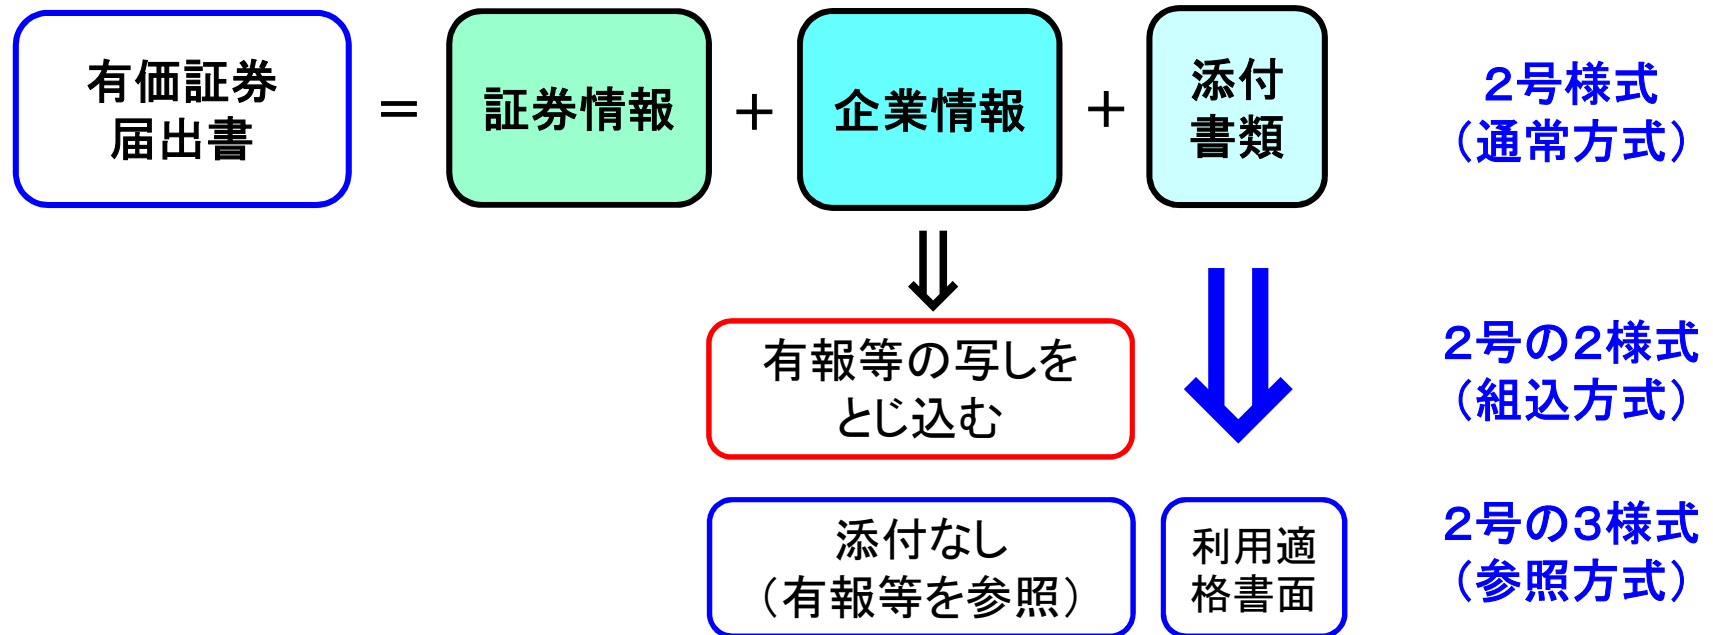 有価証券
届出書
＝
証券情報
＋
企業情報
＋
添付
書類
２号様式
（通常方式）
⇓
有報等の写しを
とじ込む
⇓
２号の２様式
（組込方式）
添付なし
（有報等を参照）
利用適
格書面
２号の３様式
（参照方式）